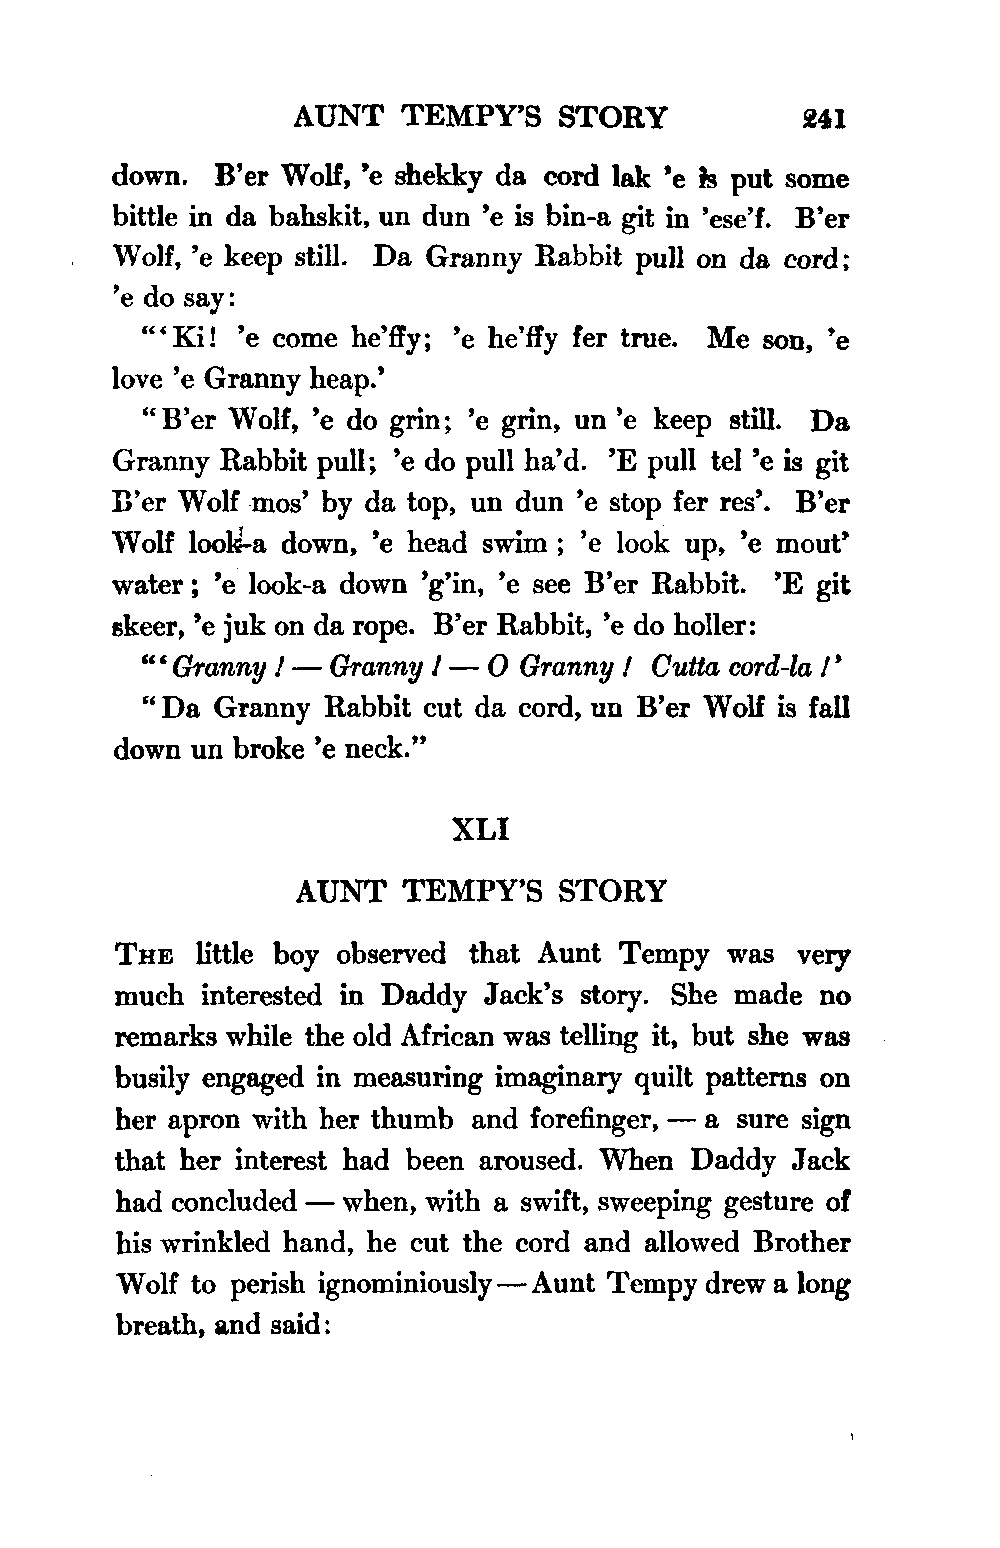 AUNT TEMPY'S STORY 241
down. B'er Wolf, 'e shekky da cord lak 'e is put some
bittle in da bahskit, un dun 'e is bin-a git in 'ese'f. B'er
Wolf, 'e keep still. Da Granny Rabbit pull on da cord;
'e do say:
"'Ki! 'e come he'ffy; 'e he'ffy fer true. Me son, 'e
love 'e Granny heap.'
"B'er Wolf, 'e do grin; 'e grin, un 'e keep still. Da
Granny Rabbit pull; 'e do pull ha'd. 'E pull tel 'e is git
B'er Wolf mos' by da top, un dun 'e stop fer res'. B'er
Wolf look-a down, 'e head swim; 'e look up, 'e mout'
water; 'e look-a down 'g'in, 'e see B'er Rabbit. 'E git
skeer, 'e juk on da rope. B'er Rabbit, 'e do holler:
"'Granny! — Granny! — O Granny! Cutta cord-la!'
"Da Granny Rabbit cut da cord, un B'er Wolf is fall
down un broke 'e neck."
XLI
AUNT TEMPY'S STORY
THE little boy observed that Aunt Tempy was very
much interested in Daddy Jack's story. She made no
remarks while the old African was telling it, but she was
busily engaged in measuring imaginary quilt patterns on
her apron with her thumb and forefinger, — a sure sign
that her interest had been aroused. When Daddy Jack
had concluded — when, with a swift, sweeping gesture of
his wrinkled hand, he cut the cord and allowed Brother
Wolf to perish ignominiously — Aunt Tempy drew a long
breath, and said: